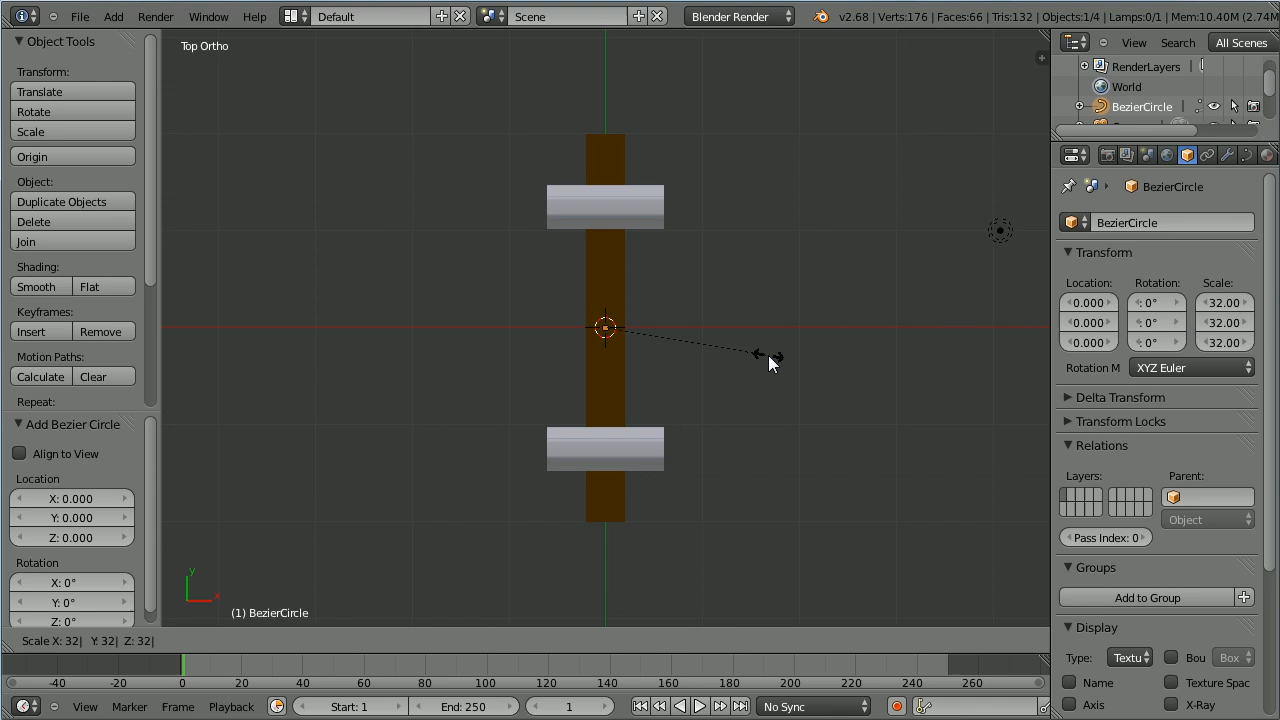 File Add Render Window Help Default Scene Blender Render v2.68 | Verts:176 | Faces:66 | Tris:132 | Objects:1/4 | Lamps:0/1 | Mem:10.40M (2.74M
Object Tools
Transform:
Translate
Rotate
Scale
Origin
Object:
Duplicate Objects
Delete
Join
Shading:
Smooth Flat
Keyframes:
Insert Remove
Motion Paths:
Calculate Clear
Repeat:
Add Bezier Circle
Align to View
Location
X: 0.000
Y: 0.000
Z: 0.000
Rotation
X: 0°
Y: 0°
Z: 0°
Top Ortho
y
x
(1) BezierCircle
View Search All Scenes
RenderLayers
World
BezierCircle
BezierCircle
BezierCircle
Transform
Location: Rotation: Scale:
0.000 : 0° 32.00
0.000 : 0° 32.00
0.000 : 0° 32.00
Rotation M XYZ Euler
Delta Transform
Transform Locks
Relations
Layers: Parent:
Object
Pass Index: 0
Groups
Add to Group
Display
Type: Textu Bou Box
Name Texture Spac
Axis X-Ray
Scale X: 32| Y: 32| Z: 32|
-40 -20 0 20 40 60 80 100 120 140 160 180 200 220 240 260
View Marker Frame Playback Start: 1 End: 250 1 No Sync